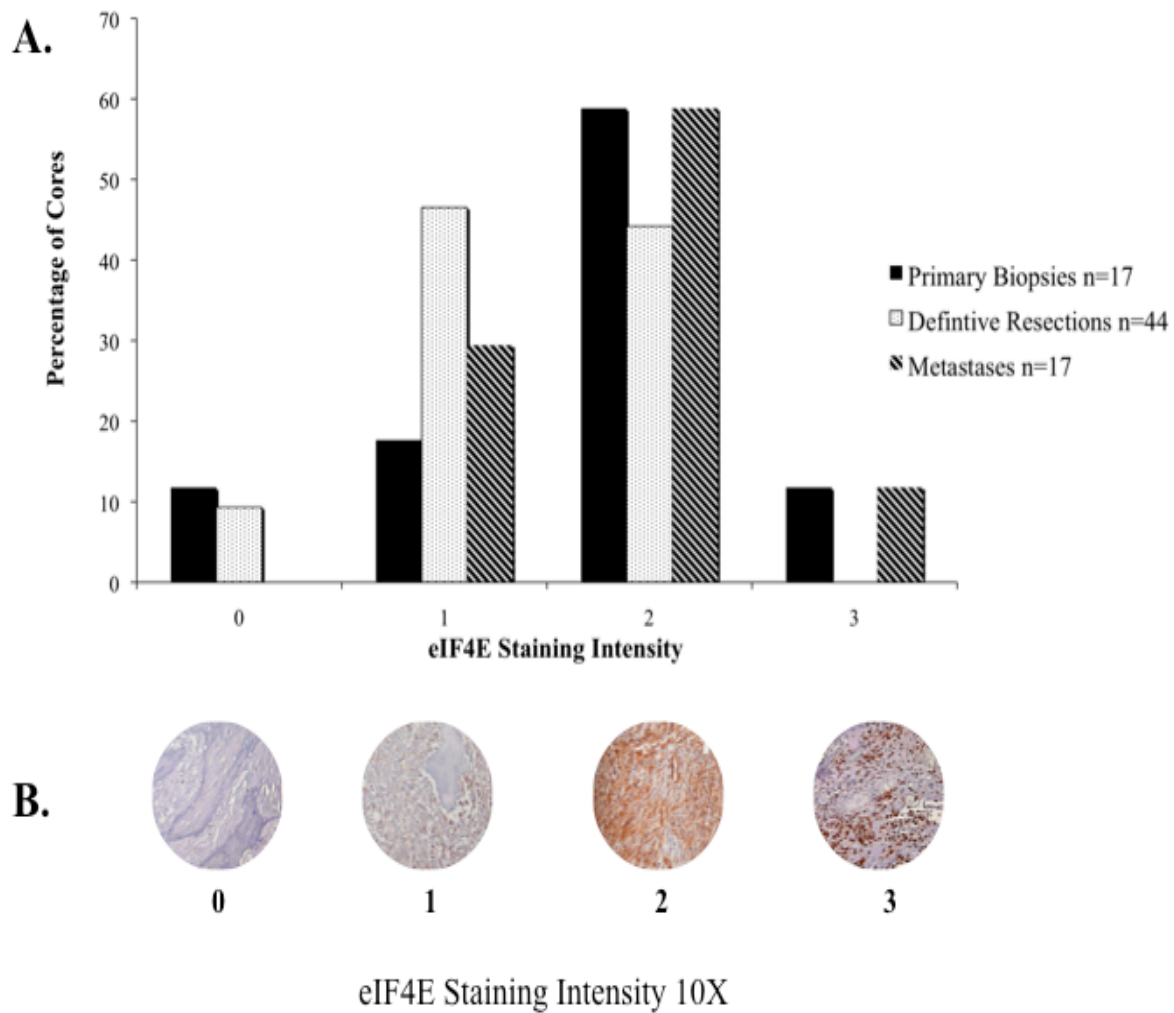 A.
70
60
50
40
30
20
10
0
Percentage of Cores
0 1 2 3
eIF4E Staining Intensity
Primary Biopsies n=17
Defintive Resections n=44
Metastases n=17
B.
0 1 2 3
eIF4E Staining Intensity 10X